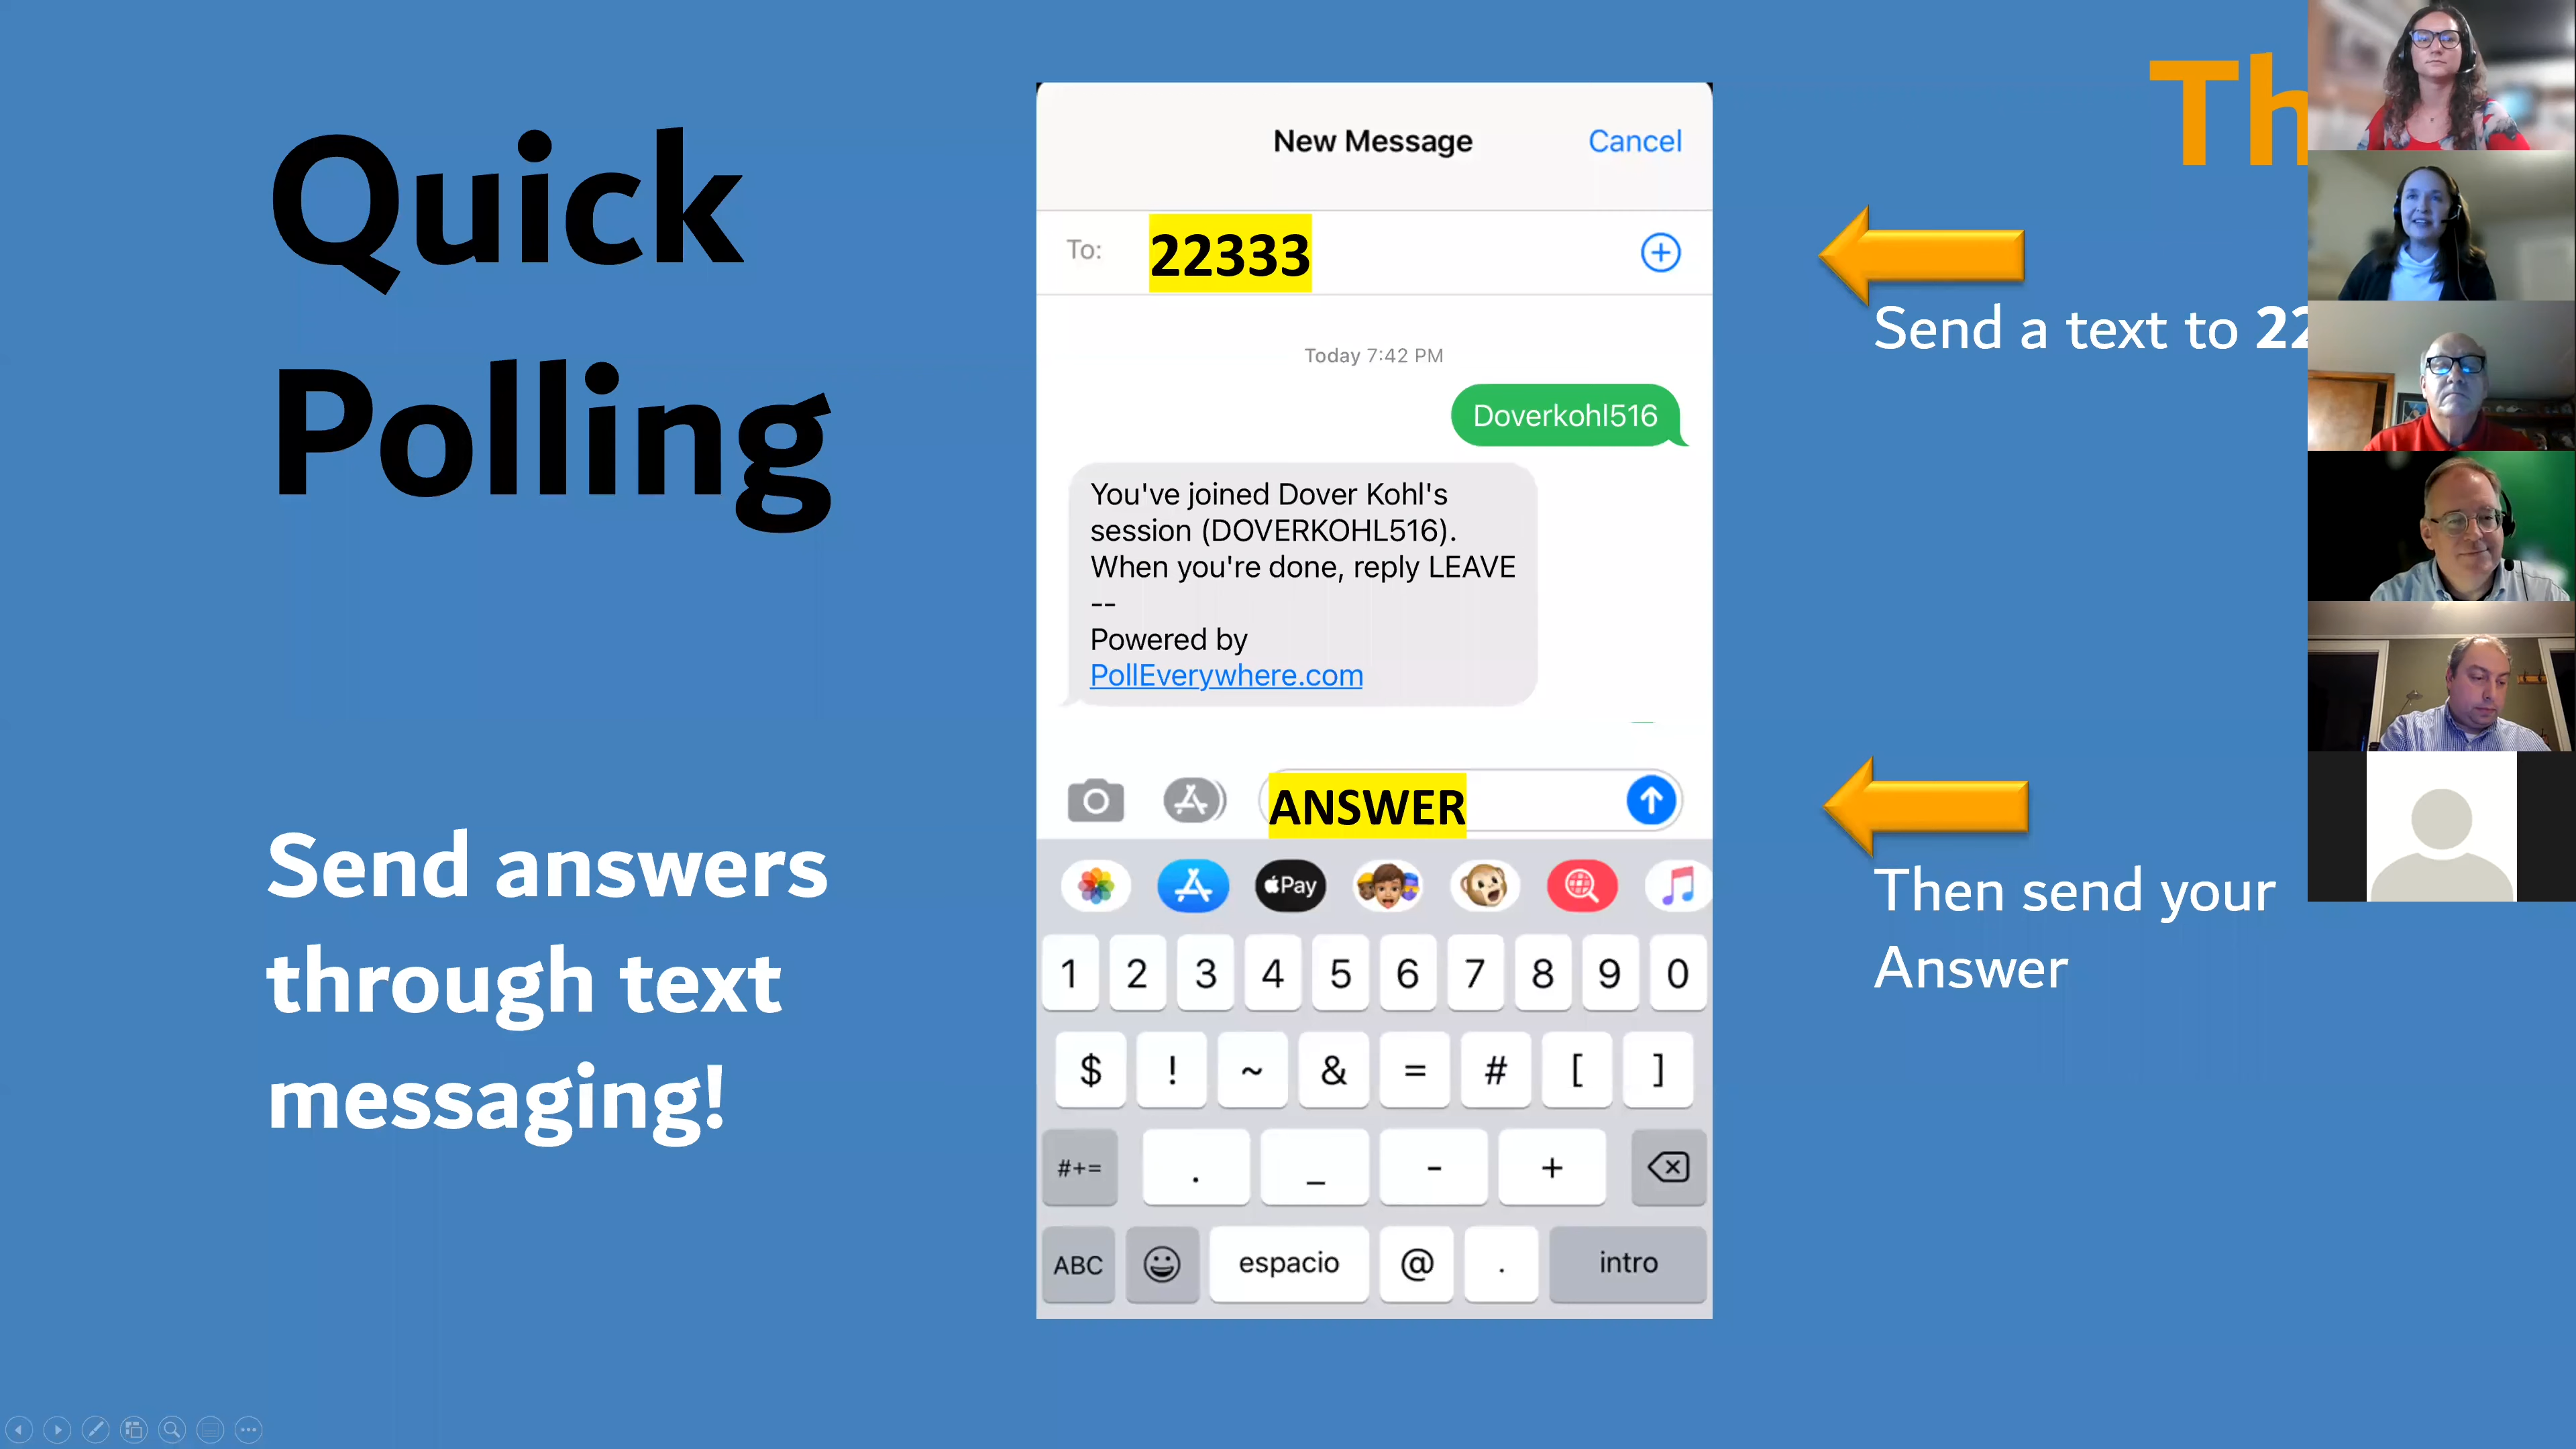 Quick
Polling
Send answers
through text
messaging!
New Message
Cancel
To:
22333
Today 7:42 PM
Doverkohl516
You've joined Dover Kohl's
session (DOVERKOHL516).
When you're done, reply LEAVE
--
Powered by
PollEverywhere.com
ANSWER
Pay
1 2 3 4 5 6 7 8 9 0
$ ! ~ & = # [ ]
#+= . _ - +
ABC espacio @ . intro
Th
Send a text to 22
Then send your
Answer